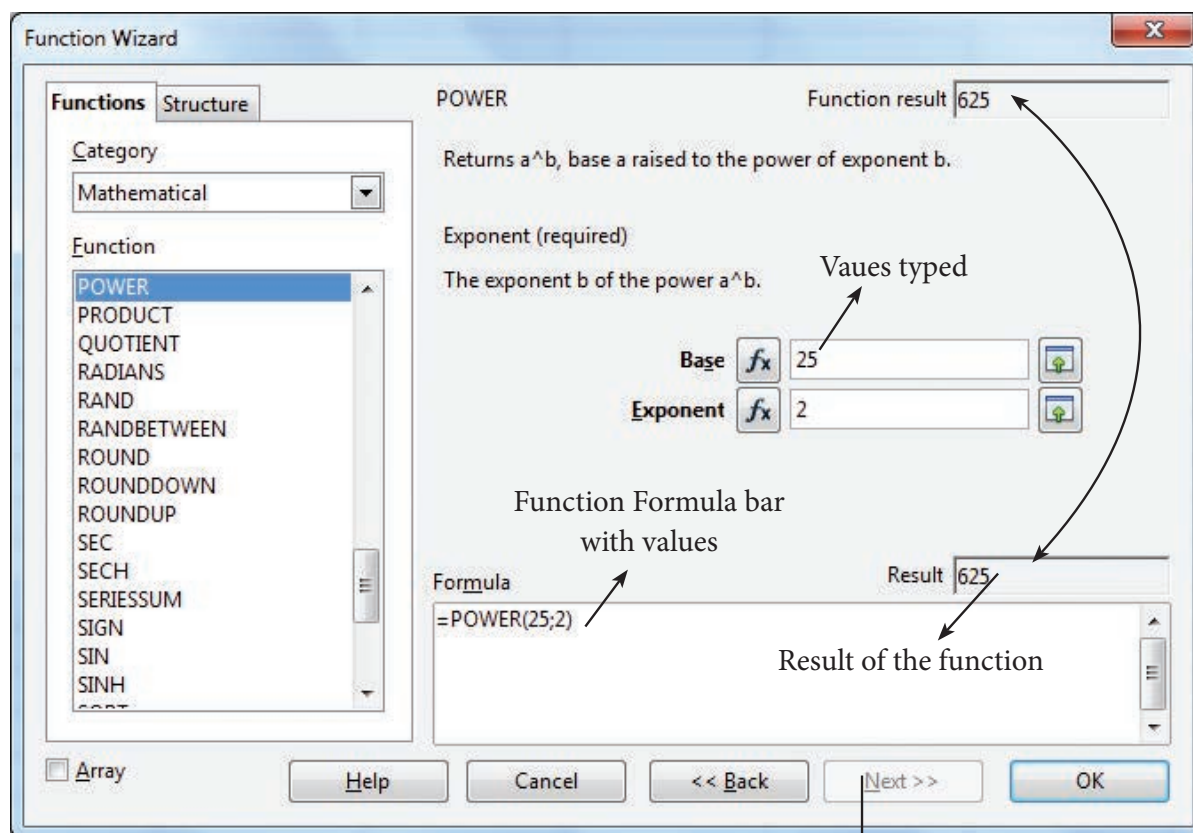 Function Wizard
Functions
Structure
Category
Mathematical
Function
POWER
PRODUCT
QUOTIENT
RADIANS
RAND
RANDBETWEEN
ROUND
ROUNDDOWN
ROUNDUP
SEC
SECH
SERIESSUM
SIGN
SIN
SINH
POWER
Function result 625
Returns a^b, base a raised to the power of exponent b.
Exponent (required)
The exponent b of the power a^b.
Vaues typed
Base fx 25
Exponent fx 2
Function Formula bar
with values
Formula
Result 625
=POWER(25;2)
Result of the function
Array
Help
Cancel
<< Back
Next >>
OK